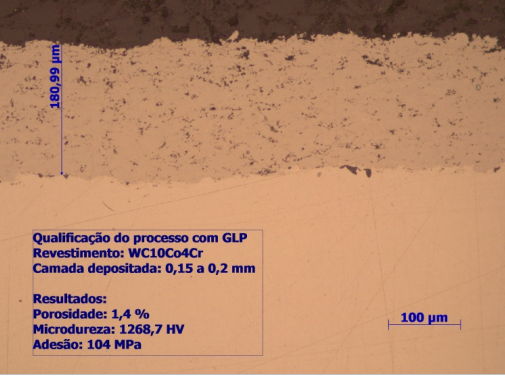 180,99 µm
Qualificação do processo com GLP
Revestimento: WC10Co4Cr
Camada depositada: 0,15 a 0,2 mm
Resultados:
Porosidade: 1,4 %
Microdureza: 1268,7 HV
Adesão: 104 MPa
100 µm